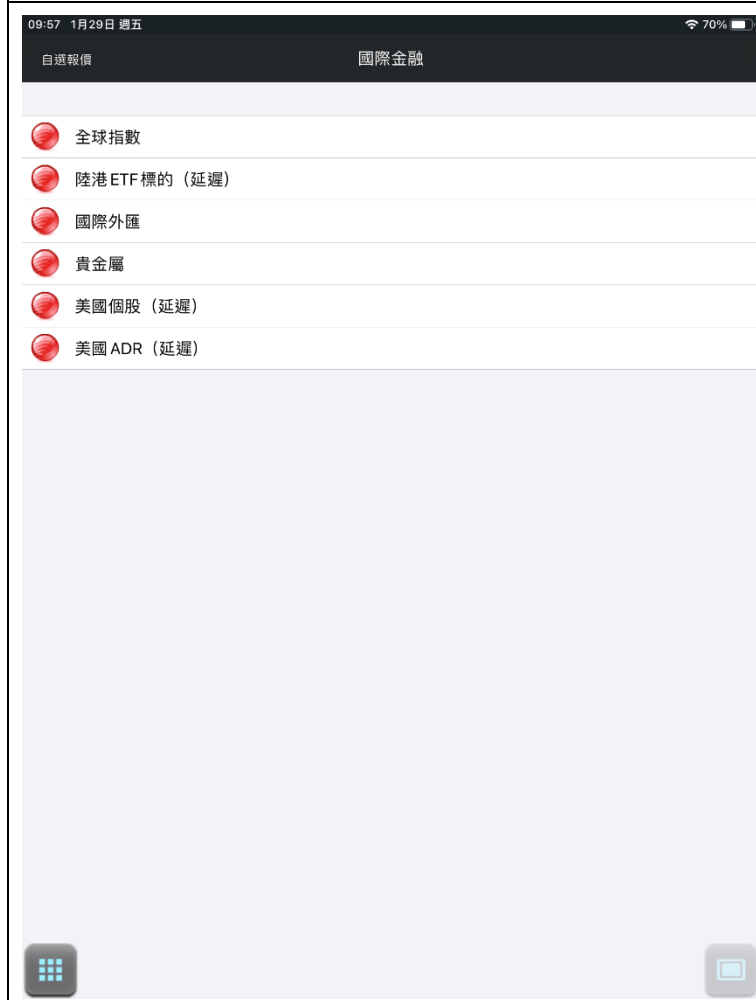 09:57 1月29日 週五 70%
自選報價 國際金融
全球指數
陸港ETF標的（延遲）
國際外匯
貴金屬
美國個股（延遲）
美國ADR（延遲）